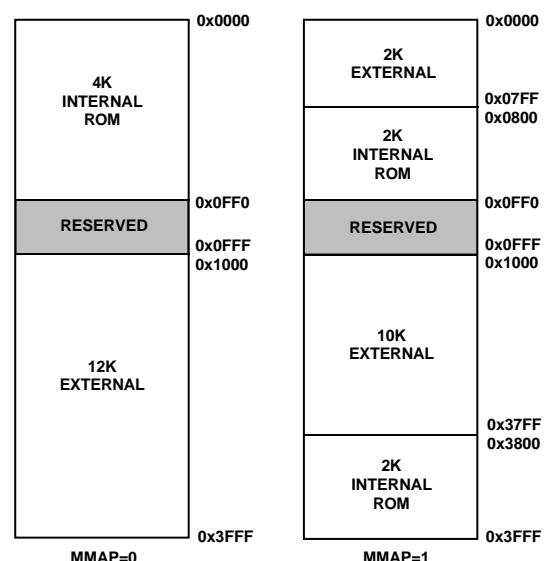 0x0000
4K
INTERNAL
ROM
0x0FF0
RESERVED
0x0FFF
0x1000
12K
EXTERNAL
0x3FFF
MMAP=0
0x0000
2K
EXTERNAL
0x07FF
0x0800
2K
INTERNAL
ROM
0x0FF0
RESERVED
0x0FFF
0x1000
10K
EXTERNAL
0x37FF
0x3800
2K
INTERNAL
ROM
0x3FFF
MMAP=1